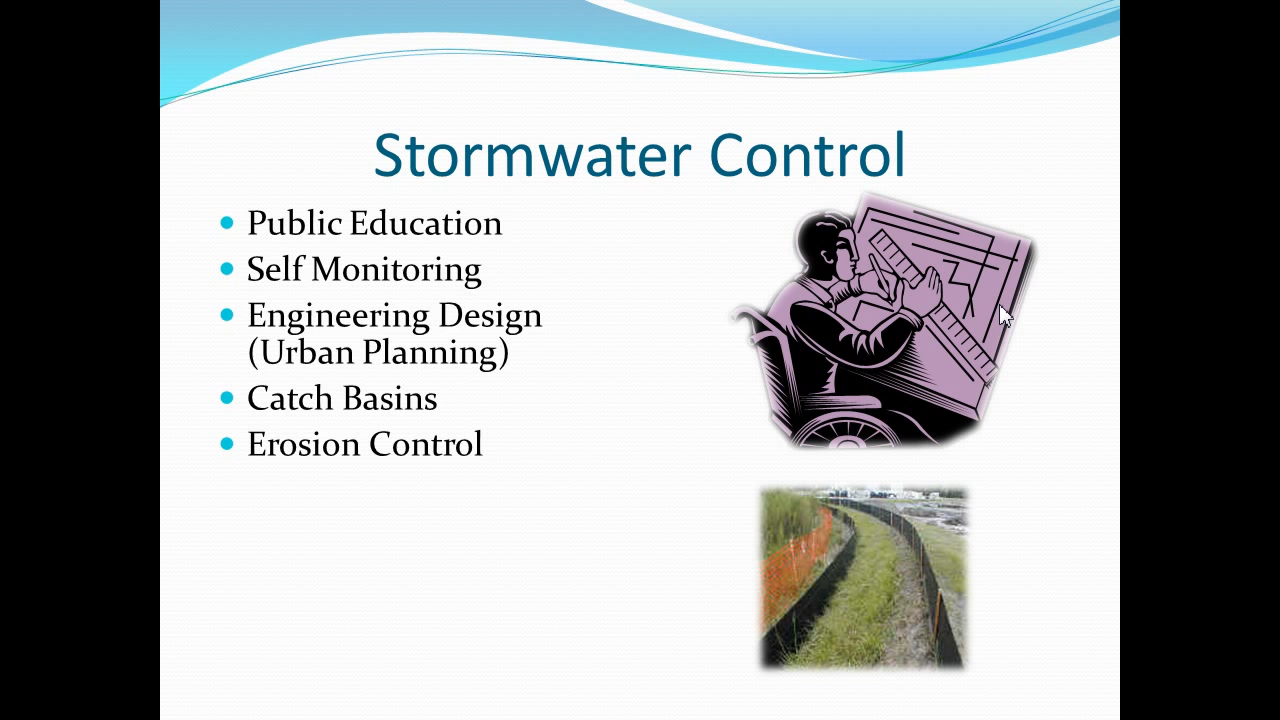 Stormwater Control
Public Education
Self Monitoring
Engineering Design
(Urban Planning)
Catch Basins
Erosion Control